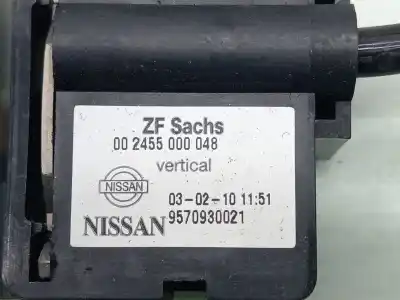 ZF Sachs
00 2455 000 048
vertical
NISSAN
03-02-10 11:51
NISSAN 9570930021